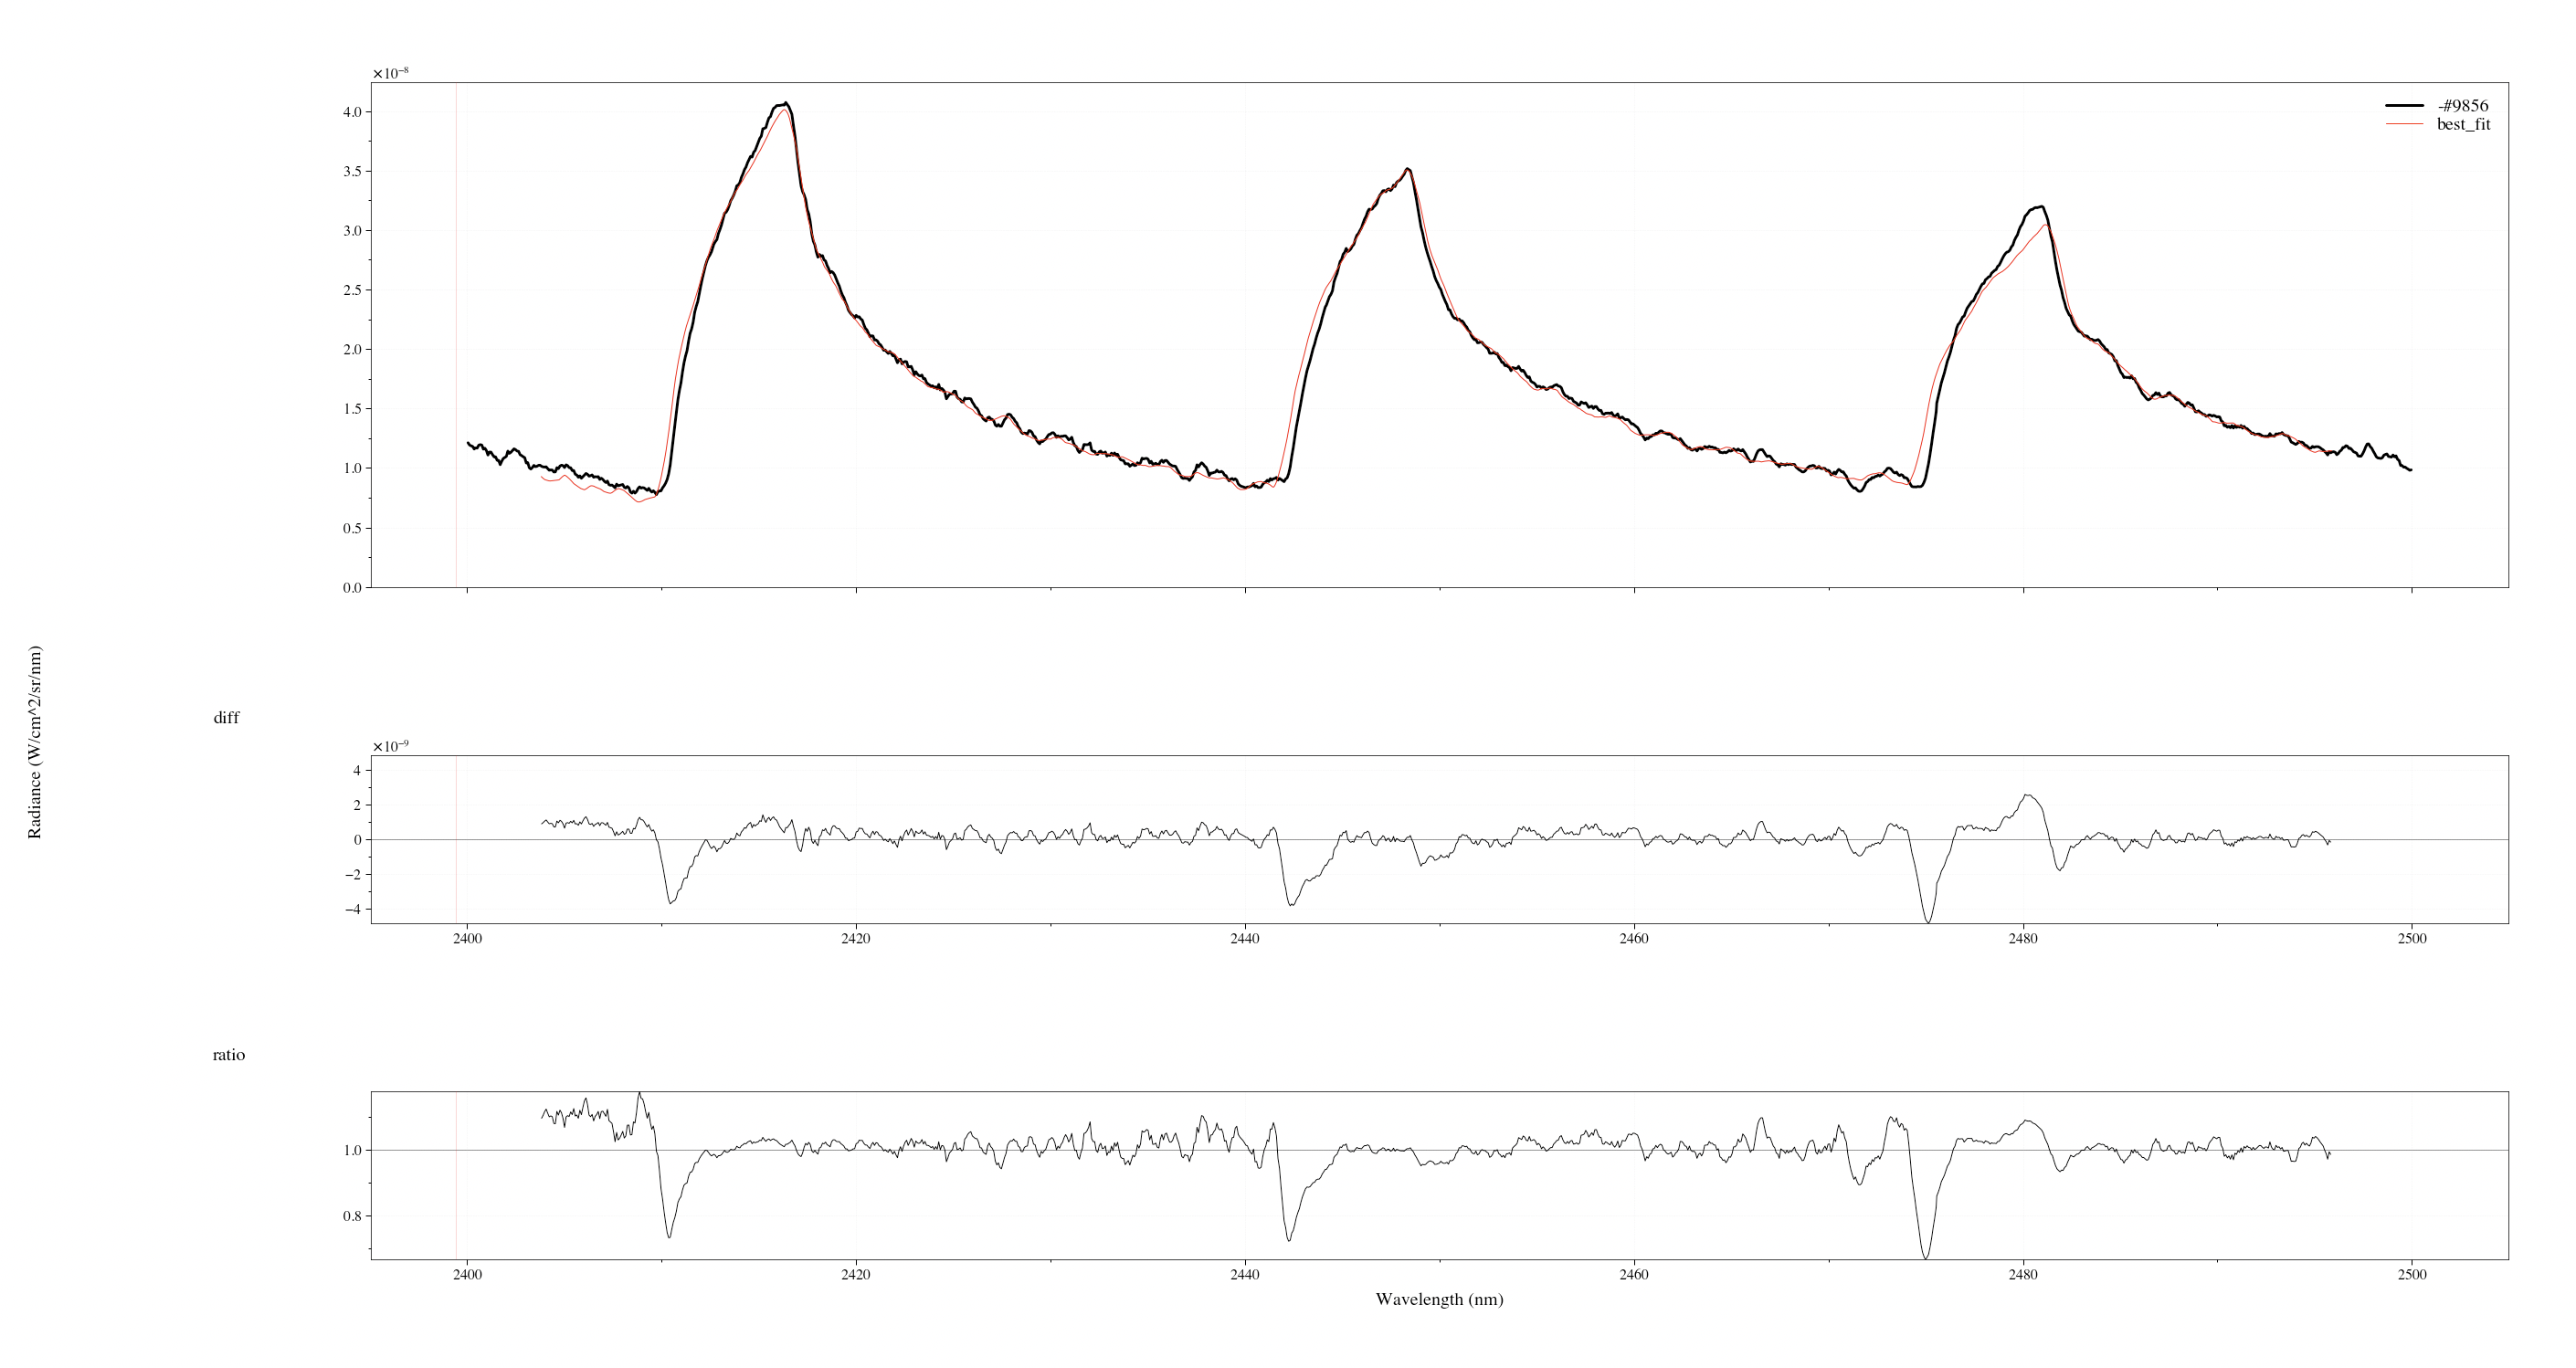 ×10⁻⁸
4.0
3.5
3.0
2.5
2.0
1.5
1.0
0.5
0.0
-#9856
best_fit
Radiance (W/cm^2/sr/nm)
diff
×10⁻⁹
4
2
0
−2
−4
2400 2420 2440 2460 2480 2500
ratio
1.0
0.8
2400 2420 2440 2460 2480 2500
Wavelength (nm)